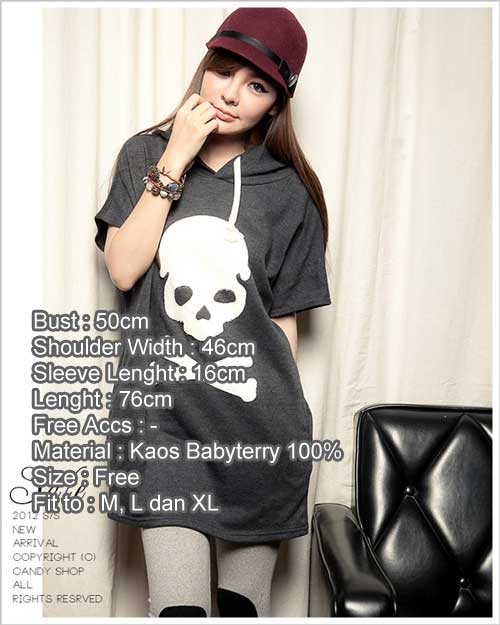 Bust : 50cm
Shoulder Width : 46cm
Sleeve Lenght : 16cm
Lenght : 76cm
Free Accs : -
Material : Kaos Babyterry 100%
Size : Free
Fit to : M, L dan XL
2012 S/S
NEW
ARRIVAL
COPYRIGHT (C)
CANDY SHOP
ALL
RIGHTS RESRVED